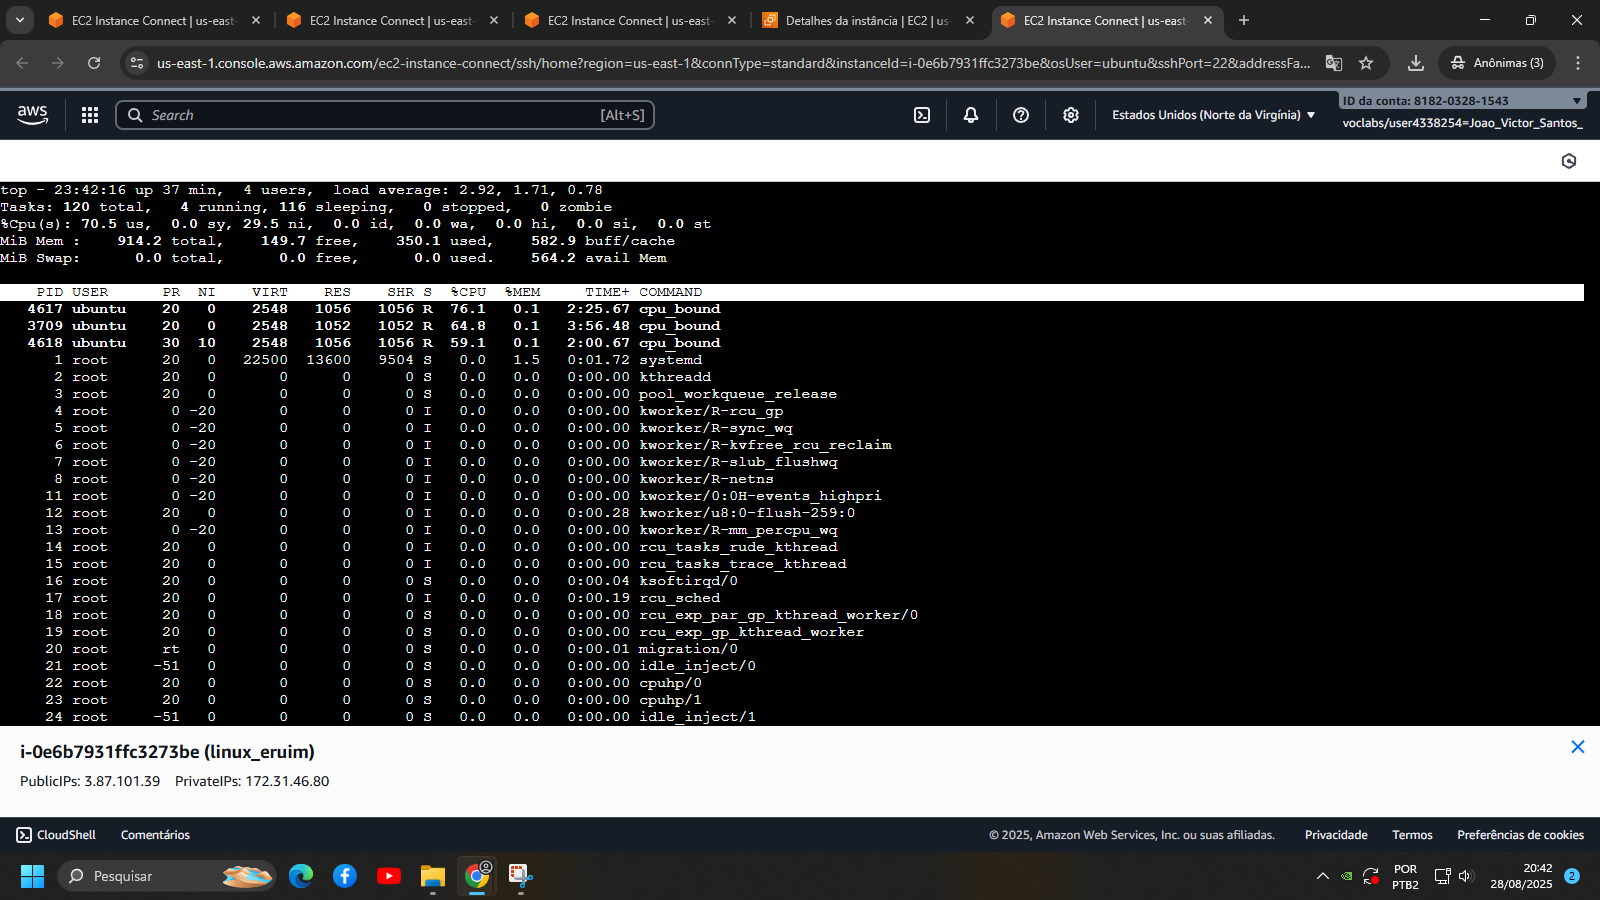 EC2 Instance Connect | us-east-
EC2 Instance Connect | us-east-
EC2 Instance Connect | us-east-
Detalhes da instância | EC2 | us-
EC2 Instance Connect | us-east-
us-east-1.console.aws.amazon.com/ec2-instance-connect/ssh/home?region=us-east-1&connType=standard&instanceId=i-0e6b7931ffc3273be&osUser=ubuntu&sshPort=22&addressFa...
Anônimas (3)
aws
Search
[Alt+S]
Estados Unidos (Norte da Virgínia)
ID da conta: 8182-0328-1543
voclabs/user4338254=Joao_Victor_Santos_
top - 23:42:16 up 37 min,  4 users,  load average: 2.92, 1.71, 0.78
Tasks: 120 total,   4 running, 116 sleeping,   0 stopped,   0 zombie
%Cpu(s): 70.5 us,  0.0 sy, 29.5 ni,  0.0 id,  0.0 wa,  0.0 hi,  0.0 si,  0.0 st
MiB Mem :    914.2 total,    149.7 free,    350.1 used,    582.9 buff/cache
MiB Swap:      0.0 total,      0.0 free,      0.0 used.    564.2 avail Mem
PID USER      PR  NI    VIRT    RES    SHR S  %CPU  %MEM     TIME+ COMMAND
4617 ubuntu    20   0    2548   1056   1056 R  76.1   0.1   2:25.67 cpu_bound
3709 ubuntu    20   0    2548   1052   1052 R  64.8   0.1   3:56.48 cpu_bound
4618 ubuntu    30  10    2548   1056   1056 R  59.1   0.1   2:00.67 cpu_bound
1 root      20   0   22500  13600   9504 S   0.0   1.5   0:01.72 systemd
2 root      20   0       0      0      0 S   0.0   0.0   0:00.00 kthreadd
3 root      20   0       0      0      0 S   0.0   0.0   0:00.00 pool_workqueue_release
4 root       0 -20       0      0      0 I   0.0   0.0   0:00.00 kworker/R-rcu_gp
5 root       0 -20       0      0      0 I   0.0   0.0   0:00.00 kworker/R-sync_wq
6 root       0 -20       0      0      0 I   0.0   0.0   0:00.00 kworker/R-kvfree_rcu_reclaim
7 root       0 -20       0      0      0 I   0.0   0.0   0:00.00 kworker/R-slub_flushwq
8 root       0 -20       0      0      0 I   0.0   0.0   0:00.00 kworker/R-netns
11 root       0 -20       0      0      0 I   0.0   0.0   0:00.00 kworker/0:0H-events_highpri
12 root      20   0       0      0      0 I   0.0   0.0   0:00.28 kworker/u8:0-flush-259:0
13 root       0 -20       0      0      0 I   0.0   0.0   0:00.00 kworker/R-mm_percpu_wq
14 root      20   0       0      0      0 I   0.0   0.0   0:00.00 rcu_tasks_rude_kthread
15 root      20   0       0      0      0 I   0.0   0.0   0:00.00 rcu_tasks_trace_kthread
16 root      20   0       0      0      0 S   0.0   0.0   0:00.04 ksoftirqd/0
17 root      20   0       0      0      0 I   0.0   0.0   0:00.19 rcu_sched
18 root      20   0       0      0      0 S   0.0   0.0   0:00.00 rcu_exp_par_gp_kthread_worker/0
19 root      20   0       0      0      0 S   0.0   0.0   0:00.00 rcu_exp_gp_kthread_worker
20 root      rt   0       0      0      0 S   0.0   0.0   0:00.01 migration/0
21 root     -51   0       0      0      0 S   0.0   0.0   0:00.00 idle_inject/0
22 root      20   0       0      0      0 S   0.0   0.0   0:00.00 cpuhp/0
23 root      20   0       0      0      0 S   0.0   0.0   0:00.00 cpuhp/1
24 root     -51   0       0      0      0 S   0.0   0.0   0:00.00 idle_inject/1
i-0e6b7931ffc3273be (linux_eruim)
PublicIPs: 3.87.101.39    PrivateIPs: 172.31.46.80
CloudShell
Comentários
© 2025, Amazon Web Services, Inc. ou suas afiliadas.
Privacidade
Termos
Preferências de cookies
Pesquisar
POR
PTB2
20:42
28/08/2025
2